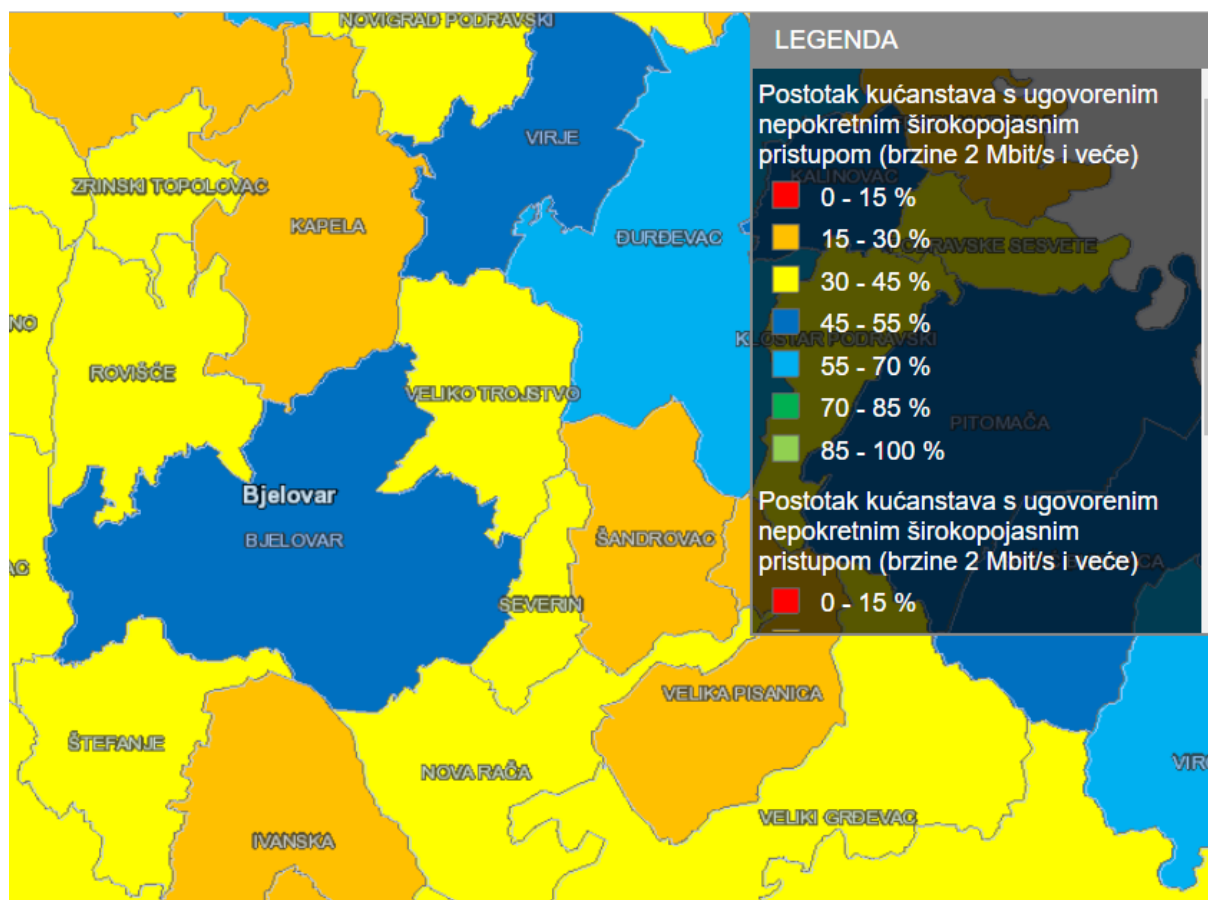 NOVIGRAD PODRAVSKI
VIRJE
ZRINSKI TOPOLOVAC
KAPELA
ĐURĐEVAC
NO
ROVIŠĆE
VELIKO TROJSTVO
Bjelovar
BJELOVAR
ŠANDROVAC
AC
SEVERIN
VELIKA PISANICA
ŠTEFANJE
NOVA RAČA
VIRO
VELIKI GRĐEVAC
IVANSKA
LEGENDA
Postotak kućanstava s ugovorenim
nepokretnim širokopojasnim
pristupom (brzine 2 Mbit/s i veće)
0 - 15 %
15 - 30 %
30 - 45 %
45 - 55 %
55 - 70 %
70 - 85 %
85 - 100 %
Postotak kućanstava s ugovorenim
nepokretnim širokopojasnim
pristupom (brzine 2 Mbit/s i veće)
0 - 15 %
KALINOVAC
PODRAVSKE SESVETE
KLOŠTAR PODRAVSKI
PITOMAČA